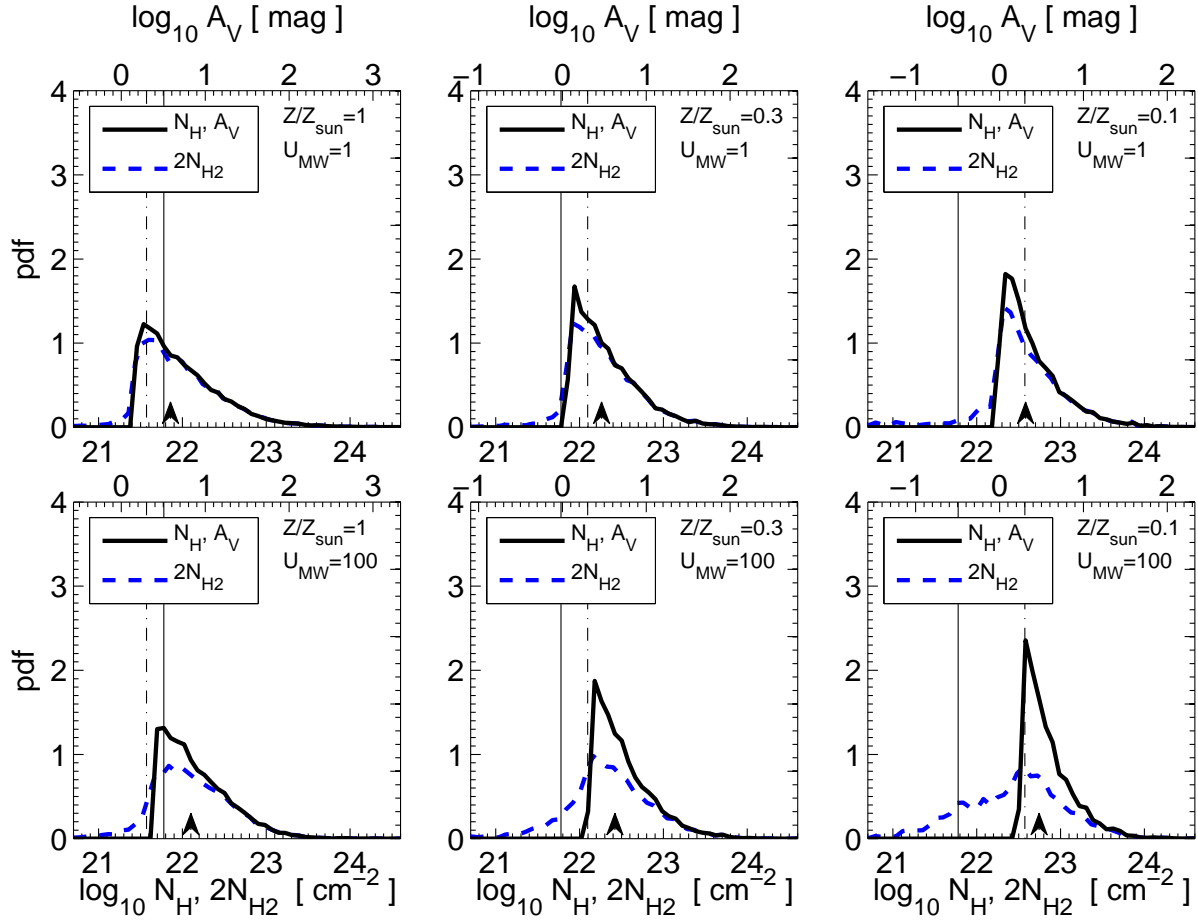 log10 AV [ mag] log10 AV [ mag] log10 AV [ mag]
0 1 2 3 −1 0 1 2 −1 0 1 2
4 4 4
NH, AV Z/Zsun=1 NH, AV Z/Zsun=0.3 NH, AV Z/Zsun=0.1
2NH2 UMW=1 2NH2 UMW=1 2NH2 UMW=1
3 3 3
2 2 2
pdf
1 1 1
0 0 0
21 22 23 24 21 22 23 24 21 22 23 24
0 1 2 3 −1 0 1 2 −1 0 1 2
4 4 4
NH, AV Z/Zsun=1 NH, AV Z/Zsun=0.3 NH, AV Z/Zsun=0.1
2NH2 UMW=100 2NH2 UMW=100 2NH2 UMW=100
3 3 3
2 2 2
pdf
1 1 1
0 0 0
21 22 23 24 21 22 23 24 21 22 23 24
log10 NH, 2NH2 [ cm−2] log10 NH, 2NH2 [ cm−2] log10 NH, 2NH2 [ cm−2]